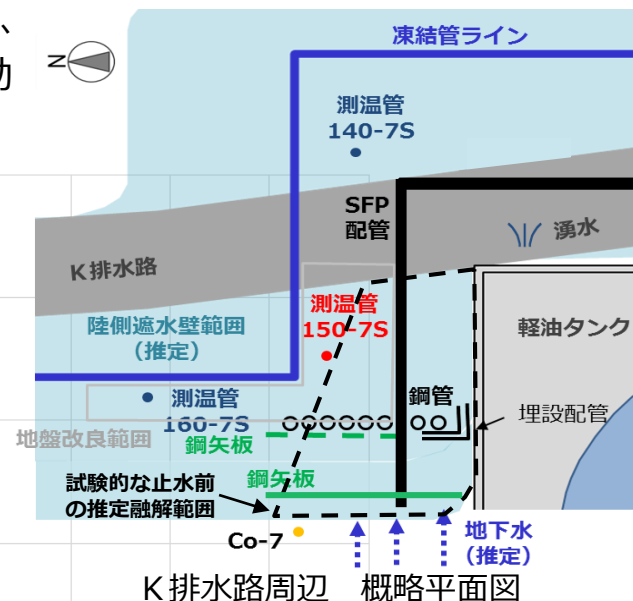 、
効
N
凍結管ライン
測温管
140-7S
SFP
配管
湧水
K排水路
測温管
150-7S
陸側遮水壁範囲
(推定)
軽油タンク
測温管
160-7S
鋼管
埋設配管
地盤改良範囲
鋼矢板
鋼矢板
試験的な止水前
の推定融解範囲
Co-7
地下水
(推定)
K排水路周辺 概略平面図